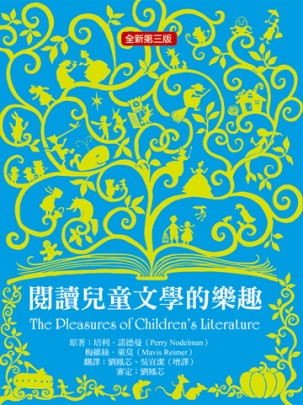 全新第三版
閱讀兒童文學的樂趣
The Pleasures of Children's Literature
原著：培利．諾德曼（Perry Nodelman）
梅維絲．萊莫（Mavis Reimer）
翻譯：劉鳳芯、吳宜潔（增譯）
審定：劉鳳芯